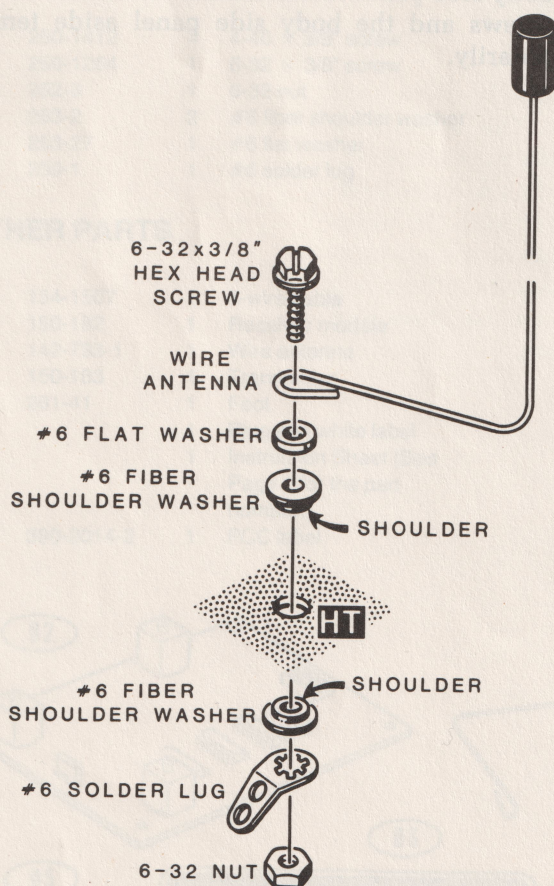 6-32x3/8"
HEX HEAD
SCREW
WIRE
ANTENNA
#6 FLAT WASHER
#6 FIBER
SHOULDER WASHER
SHOULDER
HT
#6 FIBER
SHOULDER WASHER
SHOULDER
#6 SOLDER LUG
6-32 NUT